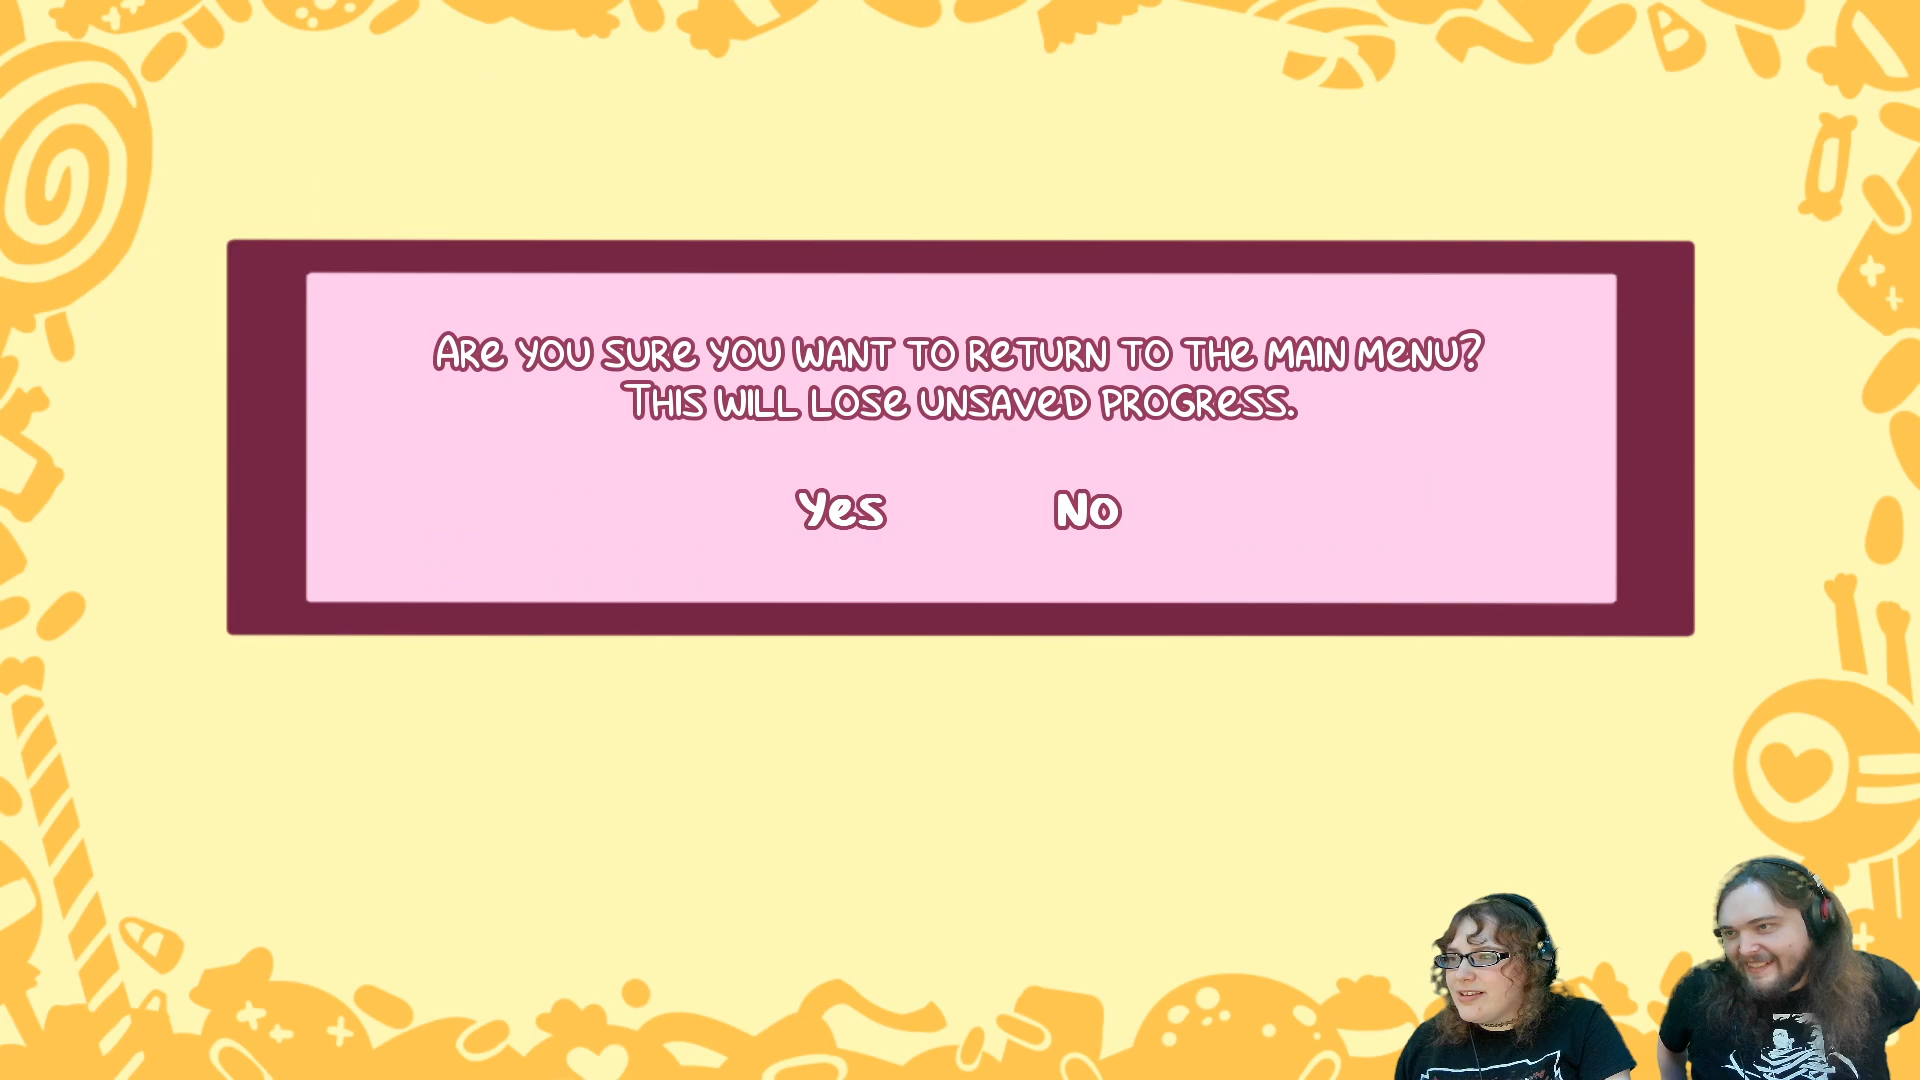 Are you sure you want to return to the main menu?
This will lose unsaved progress.
Yes No